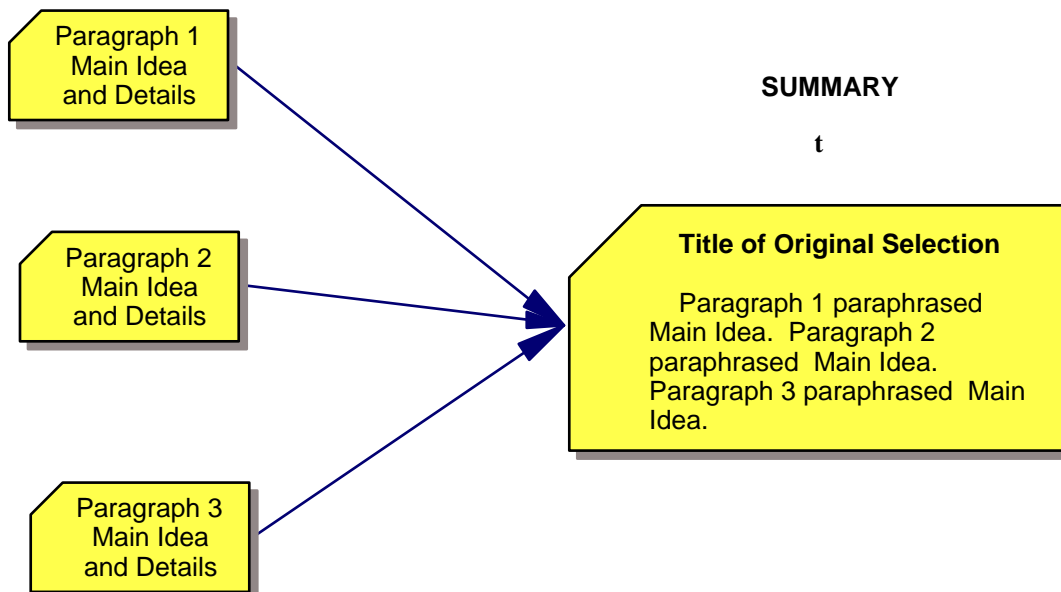 Paragraph 1
Main Idea
and Details
SUMMARY
t
Paragraph 2
Main Idea
and Details
Title of Original Selection
Paragraph 1 paraphrased
Main Idea.  Paragraph 2
paraphrased  Main Idea.
Paragraph 3 paraphrased  Main
Idea.
Paragraph 3
Main Idea
and Details